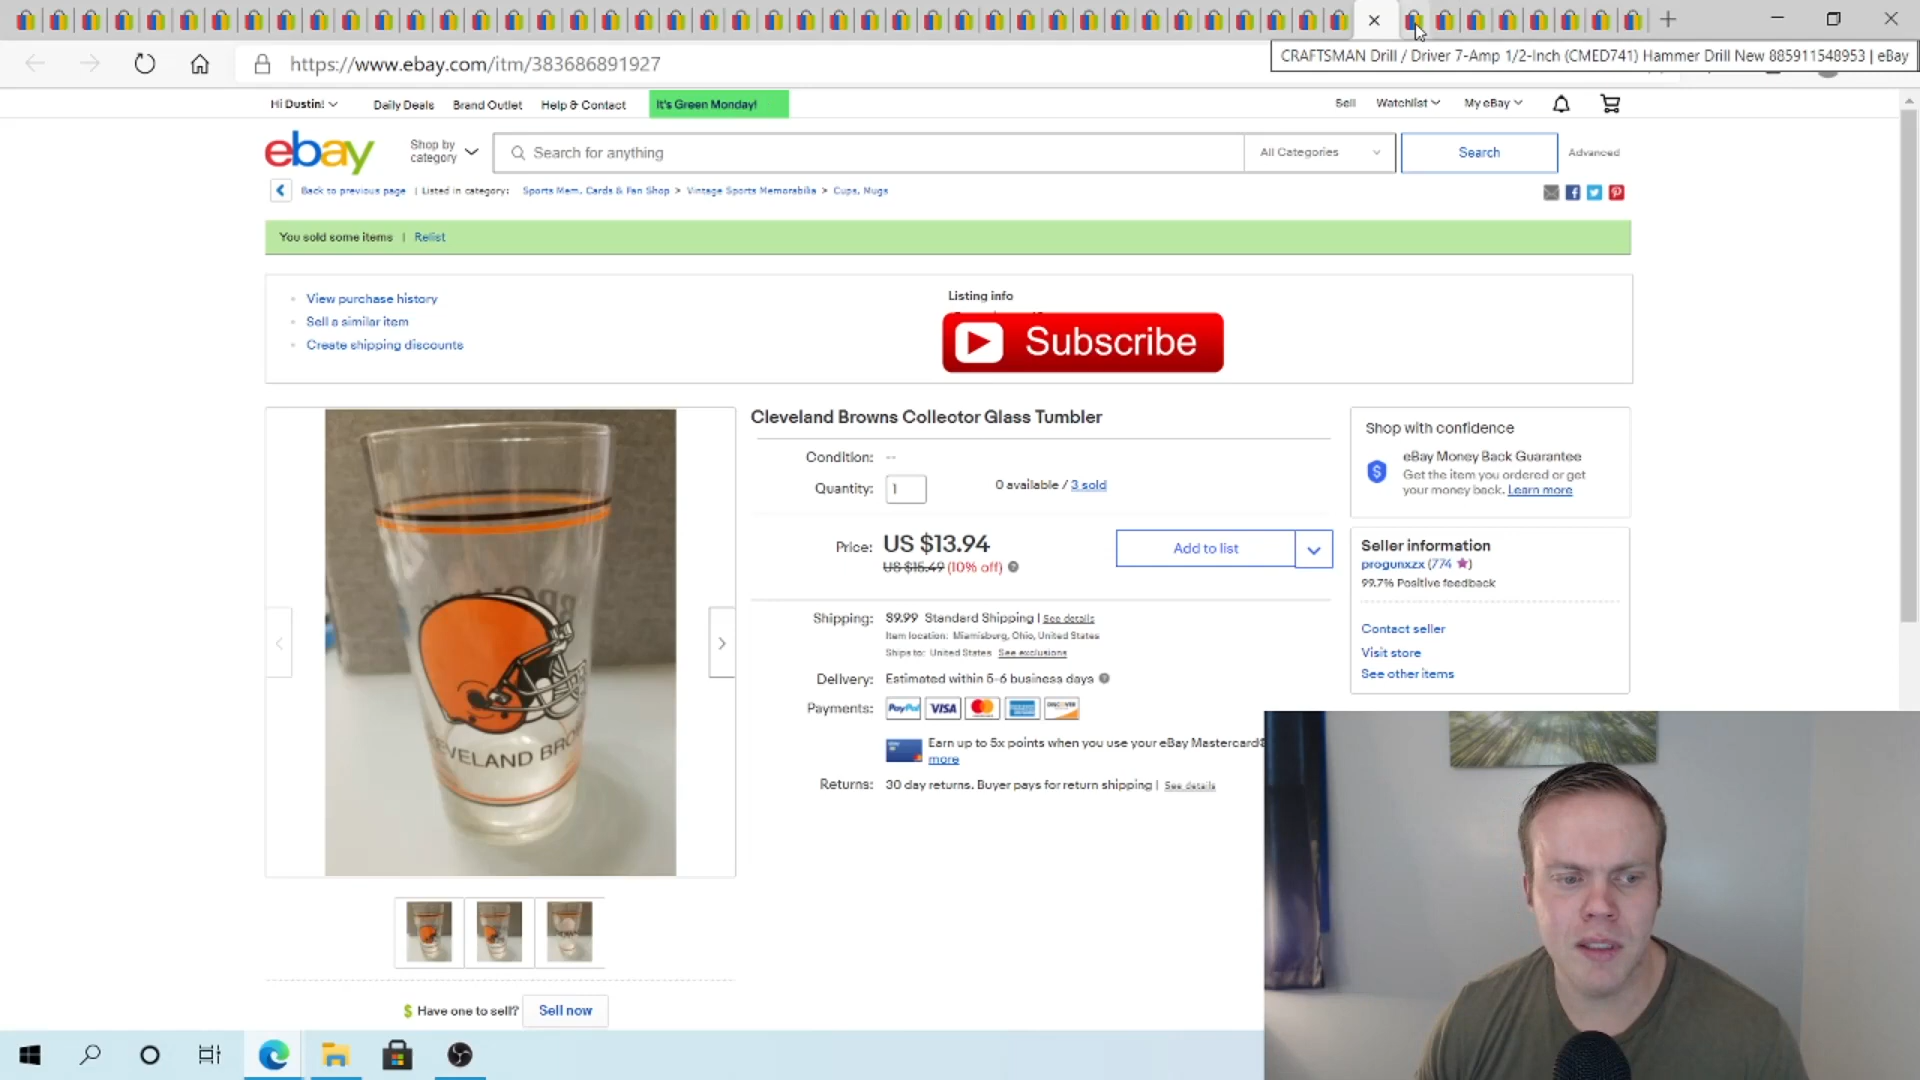 CRAFTSMAN Drill / Driver 7-Amp 1/2-Inch (CMED741) Hammer Drill New 885911548953 | eBay
https://www.ebay.com/itm/383686891927
Hi Dustin! Daily Deals Brand Outlet Help & Contact It's Green Monday! Sell Watchlist My eBay
ebay Shop by category Search for anything All Categories Search Advanced
Back to previous page | Listed in category: Sports Mem, Cards & Fan Shop > Vintage Sports Memorabilia > Cups, Mugs
You sold some items | Relist
View purchase history
Sell a similar item
Create shipping discounts
Listing info
Subscribe
Cleveland Browns Collector Glass Tumbler
Condition: --
Quantity: 1 0 available / 3 sold
Price: US $13.94 Add to list
US $15.49 (10% off)
Shipping: $9.99 Standard Shipping | See details
Item location: Miamisburg, Ohio, United States
Ships to: United States See exclusions
Delivery: Estimated within 5-6 business days
Payments: PayPal VISA DISCOVER
Earn up to 5x points when you use your eBay Mastercard®
more
Returns: 30 day returns. Buyer pays for return shipping | See details
Shop with confidence
eBay Money Back Guarantee
Get the item you ordered or get
your money back. Learn more
Seller information
progunxzx (774)
99.7% Positive feedback
Contact seller
Visit store
See other items
Have one to sell? Sell now